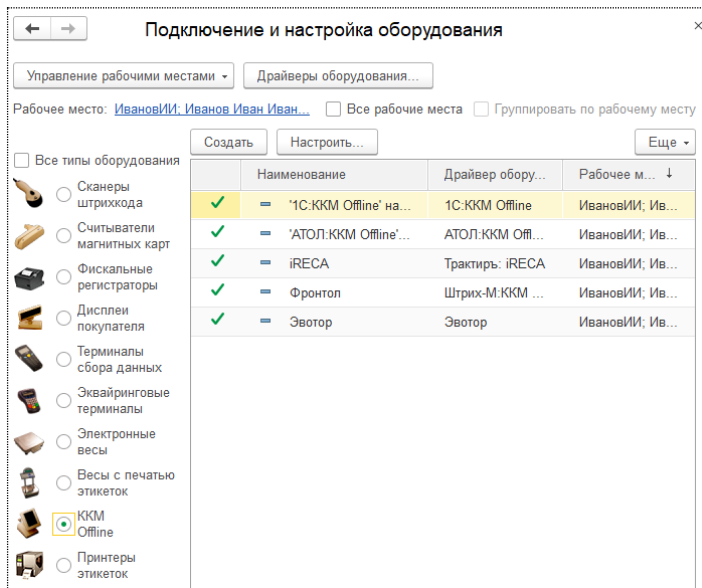 Подключение и настройка оборудования
Управление рабочими местами
Драйверы оборудования...
Рабочее место: ИвановИИ; Иванов Иван Иван... Все рабочие места Группировать по рабочему месту
Создать Настроить... Еще
Все типы оборудования
Сканеры
штрихкода
Считыватели
магнитных карт
Фискальные
регистраторы
Дисплеи
покупателя
Терминалы
сбора данных
Эквайринговые
терминалы
Электронные
весы
Весы с печатью
этикеток
ККМ
Offline
Принтеры
этикеток
Наименование Драйвер обору... Рабочее м... ↓
'1С:ККМ Offline' на... 1С:ККМ Offline ИвановИИ; Ив...
'АТОЛ:ККМ Offline'... АТОЛ:ККМ Offl... ИвановИИ; Ив...
iRECA Трактиръ: iRECA ИвановИИ; Ив...
Фронтол Штрих-М:ККМ ... ИвановИИ; Ив...
Эвотор Эвотор ИвановИИ; Ив...